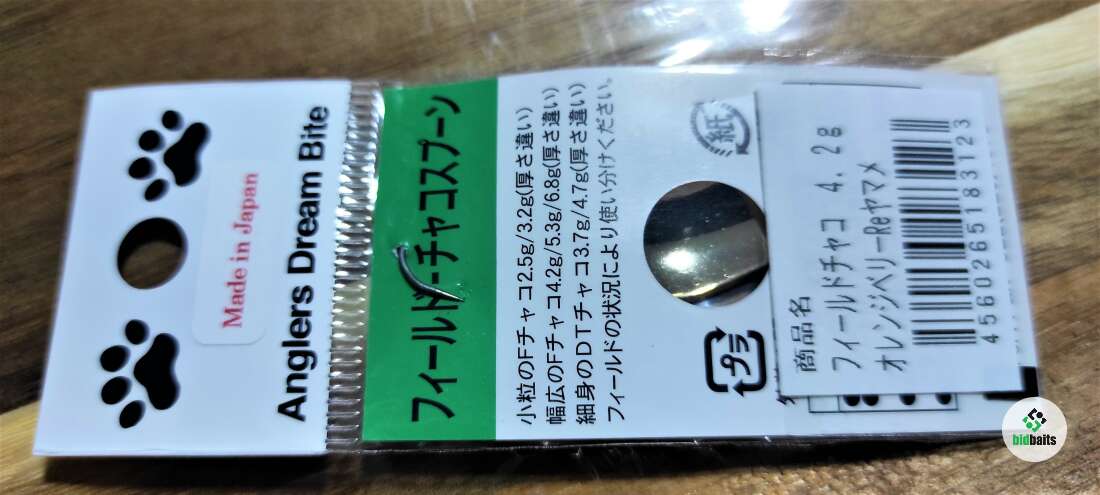 Made in Japan
Anglers Dream Bite
フィールドチャコスプーン
小粒のFチャコ2.5g/3.2g(厚さ違い)
幅広のFチャコ4.2g/5.3g/6.8g(厚さ違い)
細身のDTチャコ3.7g/4.7g(厚さ違い)
フィールドの状況により使い分けください。
紙
プラ
商品名
フィールドチャコ 4.2g
オレンジベリーReヤマメ
4560265183123
bidbaits